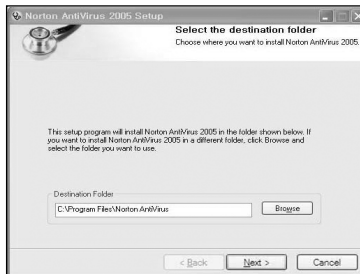 Norton AntiVirus 2005 Setup
Select the destination folder
Choose where you want to install Norton AntiVirus 2005.
This setup program will install Norton AntiVirus 2005 in the folder shown below. If
you want to install Norton AntiVirus 2005 in a different folder, click Browse and
select the folder you want to use.
Destination Folder
C:\Program Files\Norton AntiVirus
Browse
< Back
Next >
Cancel